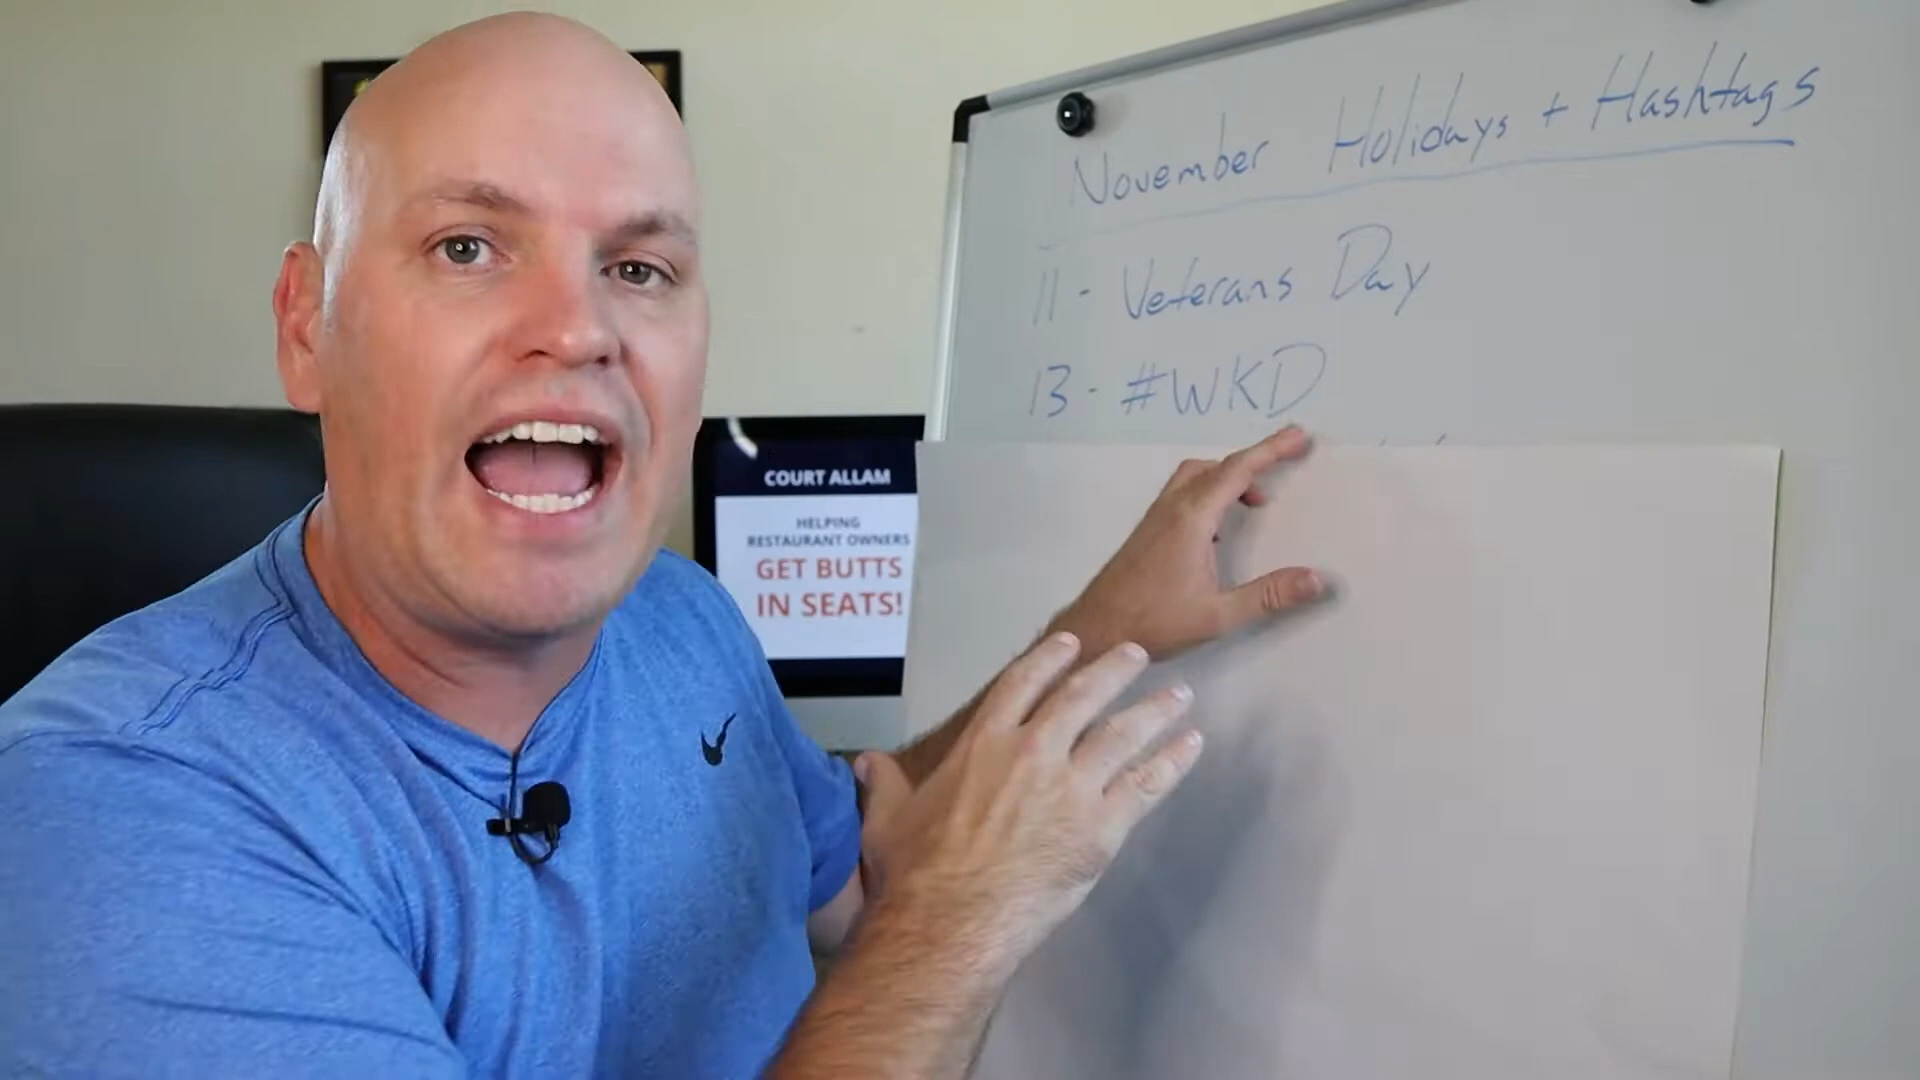 November Holidays + Hashtags
11 - Veterans Day
13 - #WKD
COURT ALLAM
HELPING
RESTAURANT OWNERS
GET BUTTS
IN SEATS!